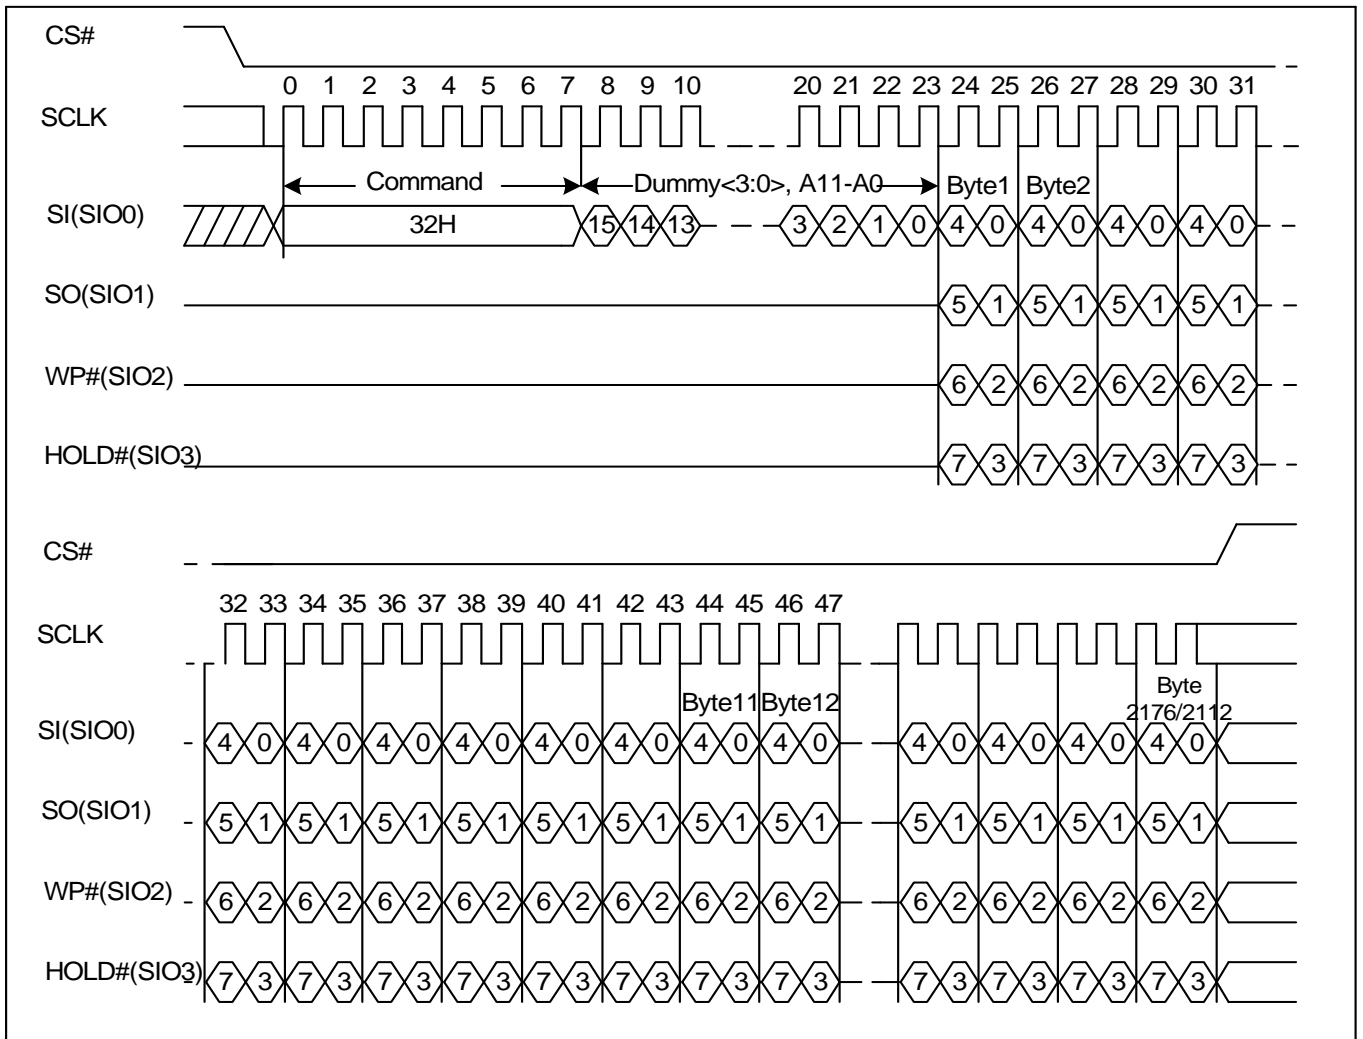 CS#
0 1 2 3 4 5 6 7 8 9 10 20 21 22 23 24 25 26 27 28 29 30 31
SCLK
Command Dummy<3:0>, A11-A0 Byte1 Byte2
SI(SIO0) 32H 15 14 13 3 2 1 0 4 0 4 0 4 0 4 0
SO(SIO1) 5 1 5 1 5 1 5 1
WP#(SIO2) 6 2 6 2 6 2 6 2
HOLD#(SIO3) 7 3 7 3 7 3 7 3
CS#
32 33 34 35 36 37 38 39 40 41 42 43 44 45 46 47
SCLK
Byte11 Byte12 Byte
2176/2112
SI(SIO0) 4 0 4 0 4 0 4 0 4 0 4 0 4 0 4 0 4 0 4 0 4 0 4 0
SO(SIO1) 5 1 5 1 5 1 5 1 5 1 5 1 5 1 5 1 5 1 5 1 5 1 5 1
WP#(SIO2) 6 2 6 2 6 2 6 2 6 2 6 2 6 2 6 2 6 2 6 2 6 2 6 2
HOLD#(SIO3) 7 3 7 3 7 3 7 3 7 3 7 3 7 3 7 3 7 3 7 3 7 3 7 3